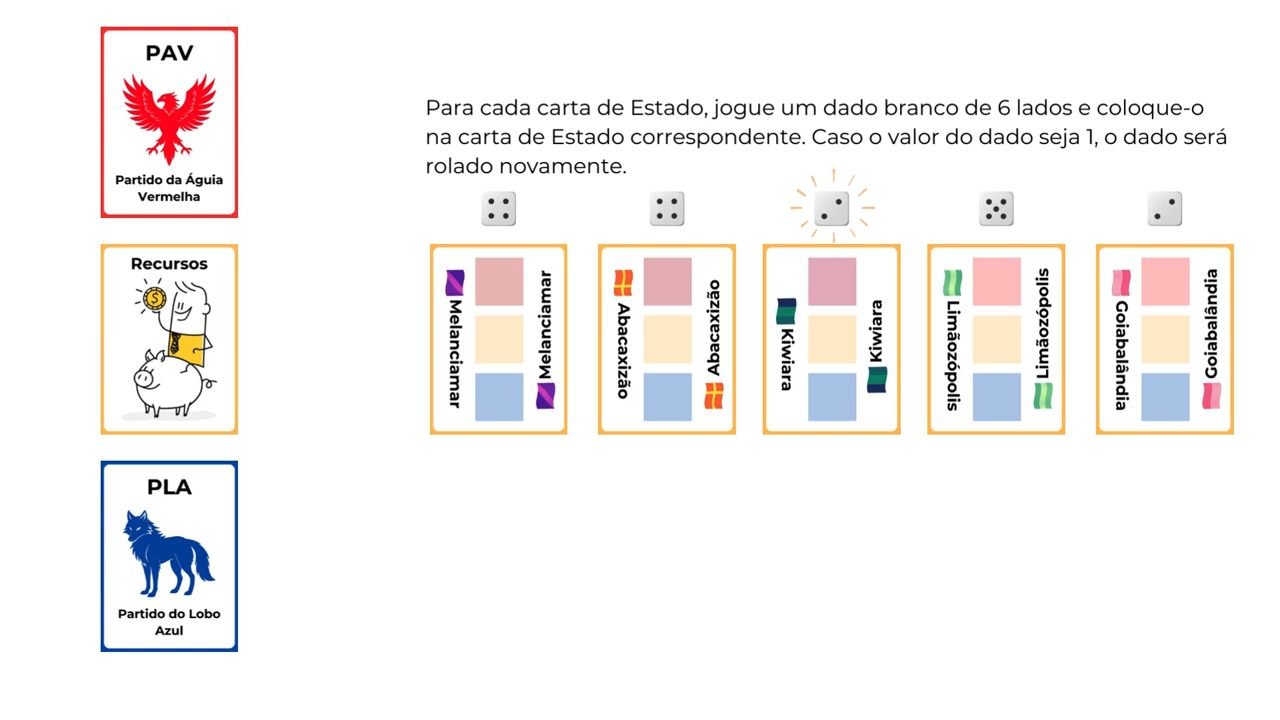 PAV
Partido da Águia
Vermelha
Para cada carta de Estado, jogue um dado branco de 6 lados e coloque-o
na carta de Estado correspondente. Caso o valor do dado seja 1, o dado será
rolado novamente.
Recursos
$
Melanciamar
Melanciamar
Abacaxizão
Abacaxizão
Kiwiara
Kiwiara
Limãozópolis
Limãozópolis
Goiabalândia
Goiabalândia
PLA
Partido do Lobo
Azul